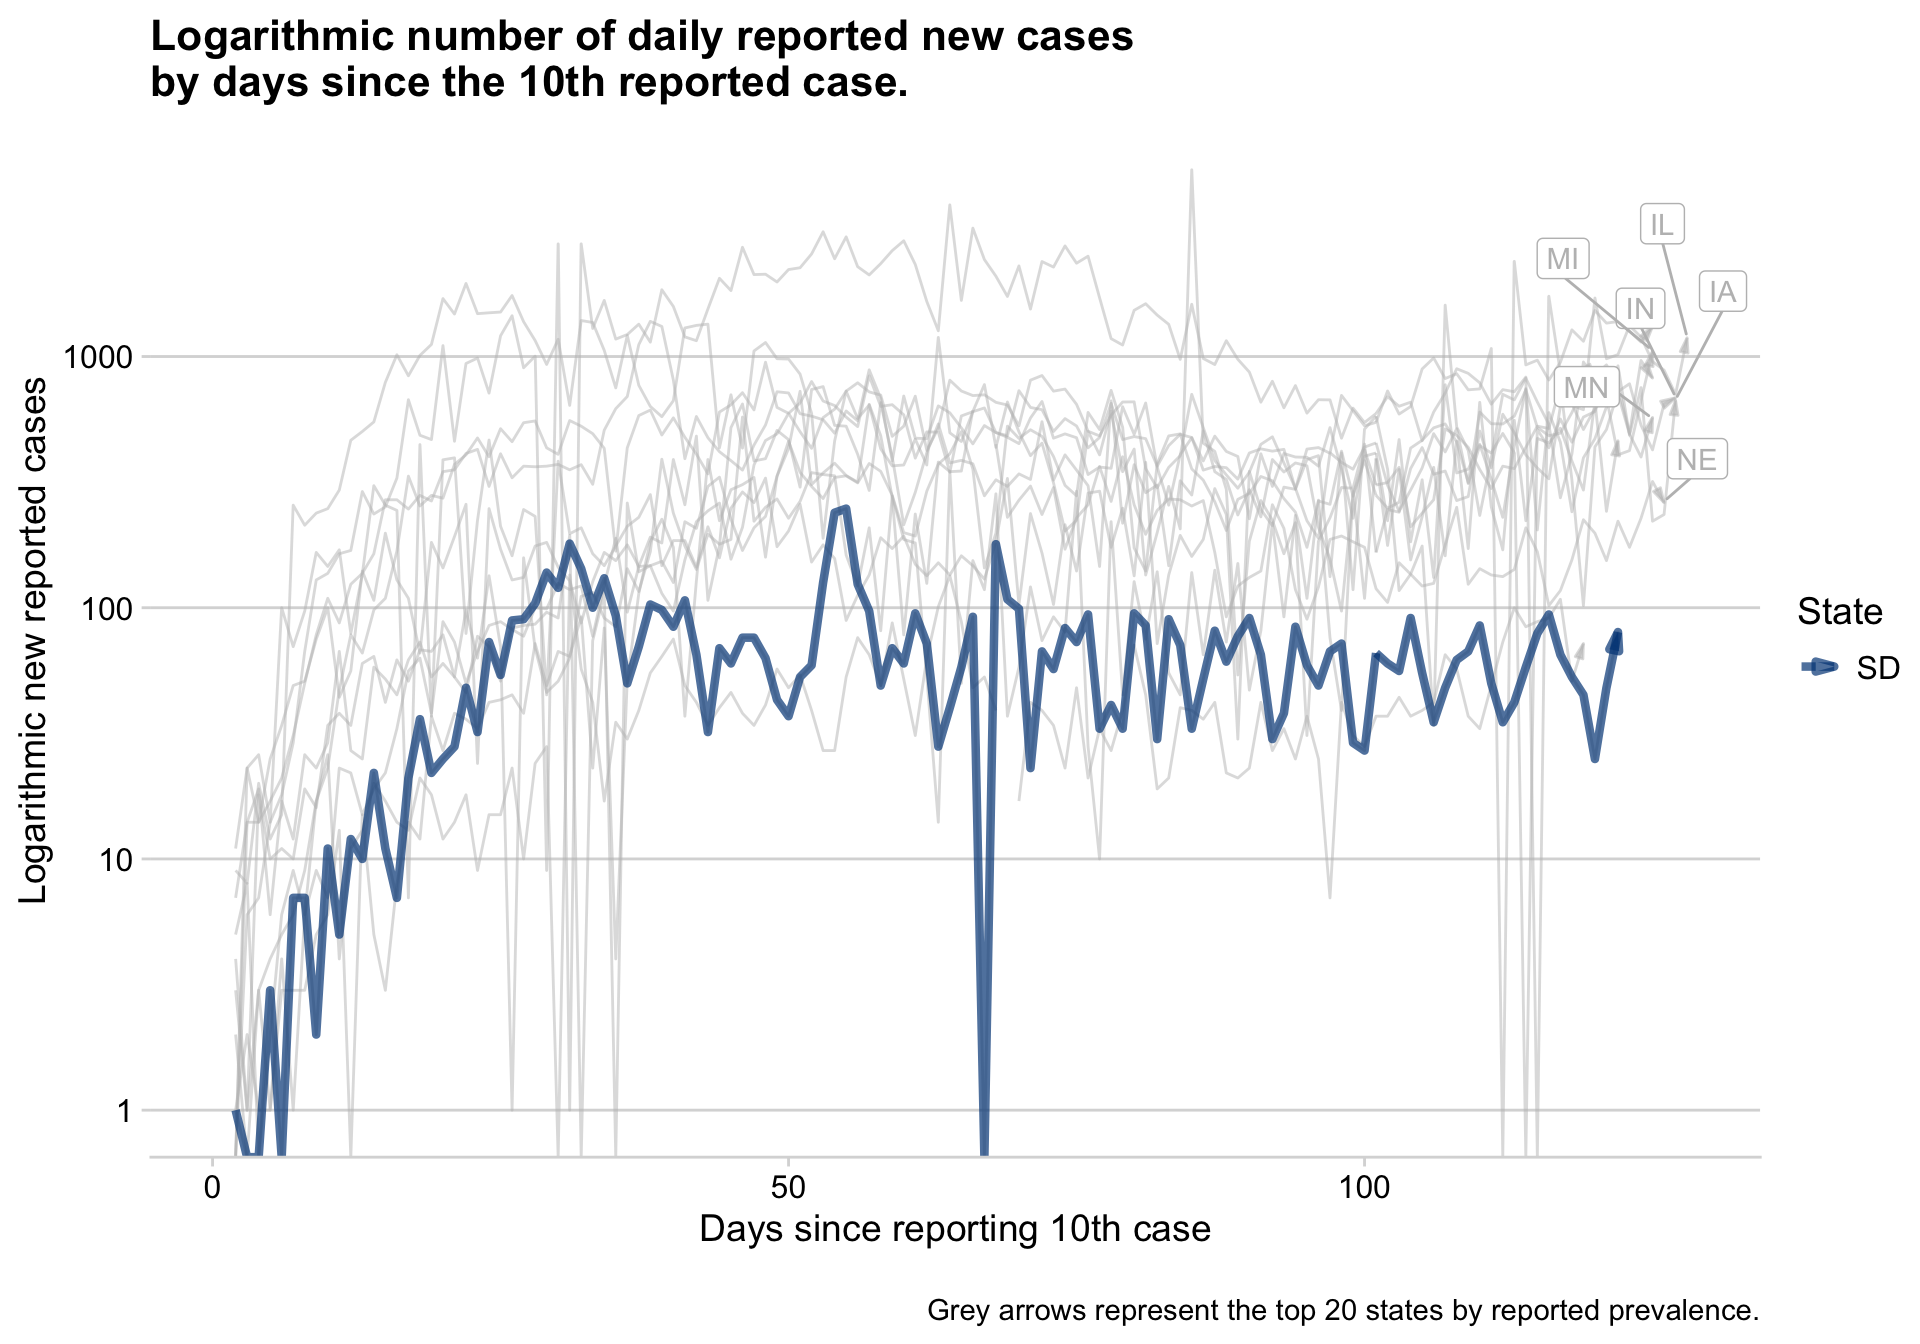 Logarithmic number of daily reported new cases
by days since the 10th reported case.
Logarithmic new reported cases
1000
100
10
1
IL
MI
IA
IN
MN
NE
State
SD
0
50
100
Days since reporting 10th case
Grey arrows represent the top 20 states by reported prevalence.